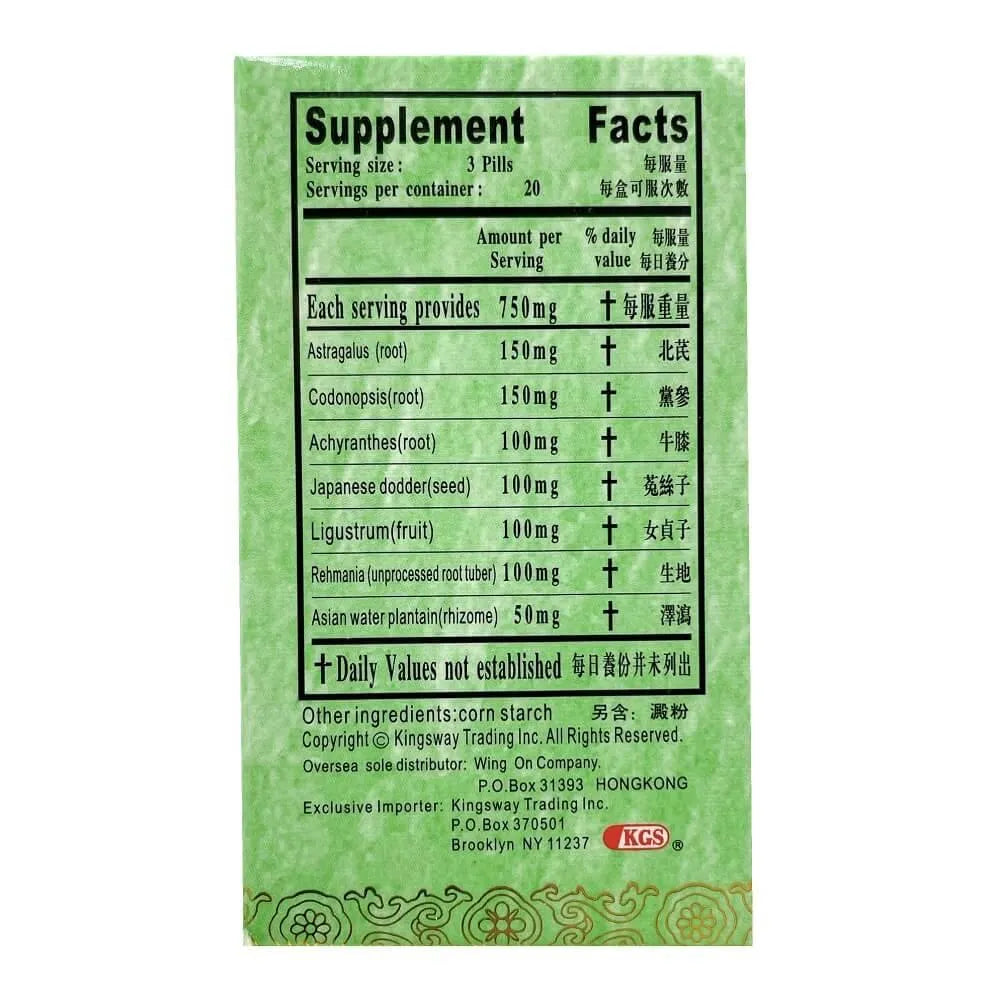 Supplement Facts
Serving size: 3 Pills 每服量
Servings per container: 20 每盒可服次數
Amount per % daily 每服量
Serving value 每日養分
Each serving provides 750mg † 每服重量
Astragalus (root) 150mg † 北芪
Codonopsis(root) 150mg † 黨參
Achyranthes(root) 100mg † 牛膝
Japanese dodder(seed) 100mg † 菟絲子
Ligustrum(fruit) 100mg † 女貞子
Rehmania (unprocessed root tuber) 100mg † 生地
Asian water plantain(rhizome) 50mg † 澤瀉
†Daily Values not established 每日養份并未列出
Other ingredients:corn starch 另含: 澱粉
Copyright © Kingsway Trading Inc. All Rights Reserved.
Oversea sole distributor: Wing On Company.
P.O.Box 31393 HONGKONG
Exclusive Importer: Kingsway Trading Inc.
P.O.Box 370501
Brooklyn NY 11237 KGS ®